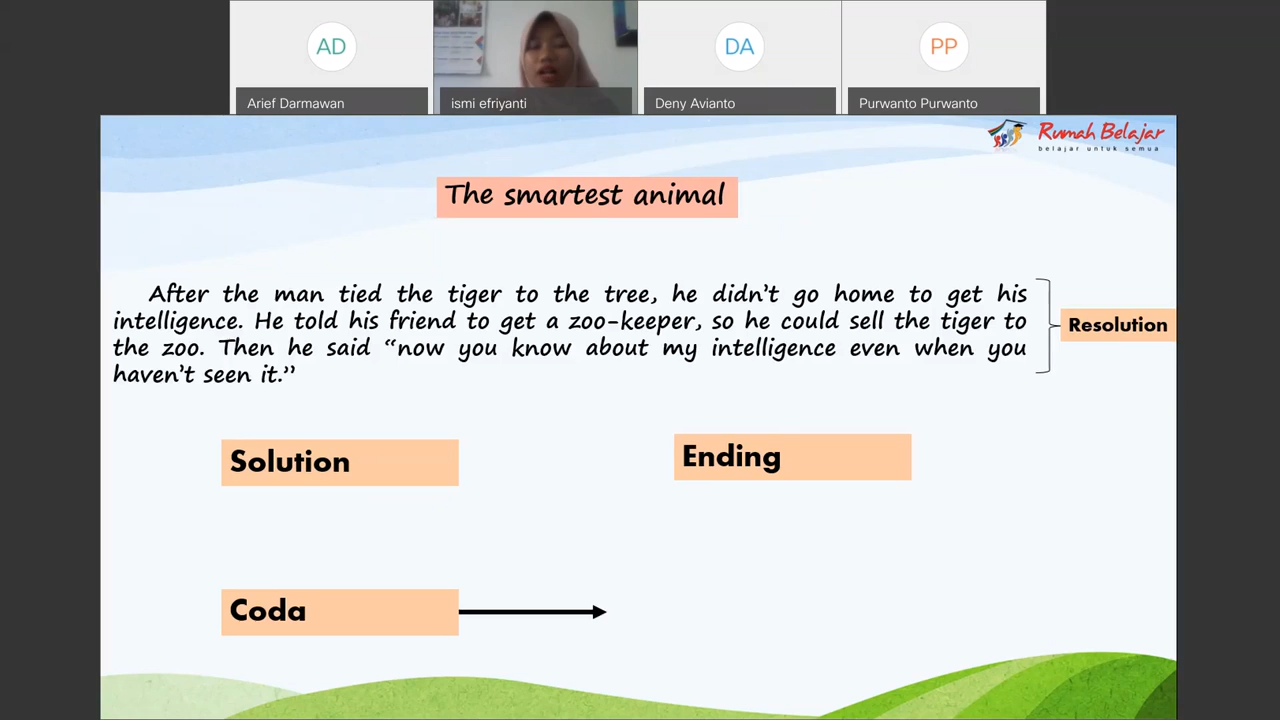 AD
DA
PP
Arief Darmawan
ismi efriyanti
Deny Avianto
Purwanto Purwanto
Rumah Belajar
belajar untuk semua
The smartest animal
After the man tied the tiger to the tree, he didn't go home to get his
intelligence. He told his friend to get a zoo-keeper, so he could sell the tiger to
the zoo. Then he said “now you know about my intelligence even when you
haven't seen it.”
Resolution
Solution
Ending
Coda